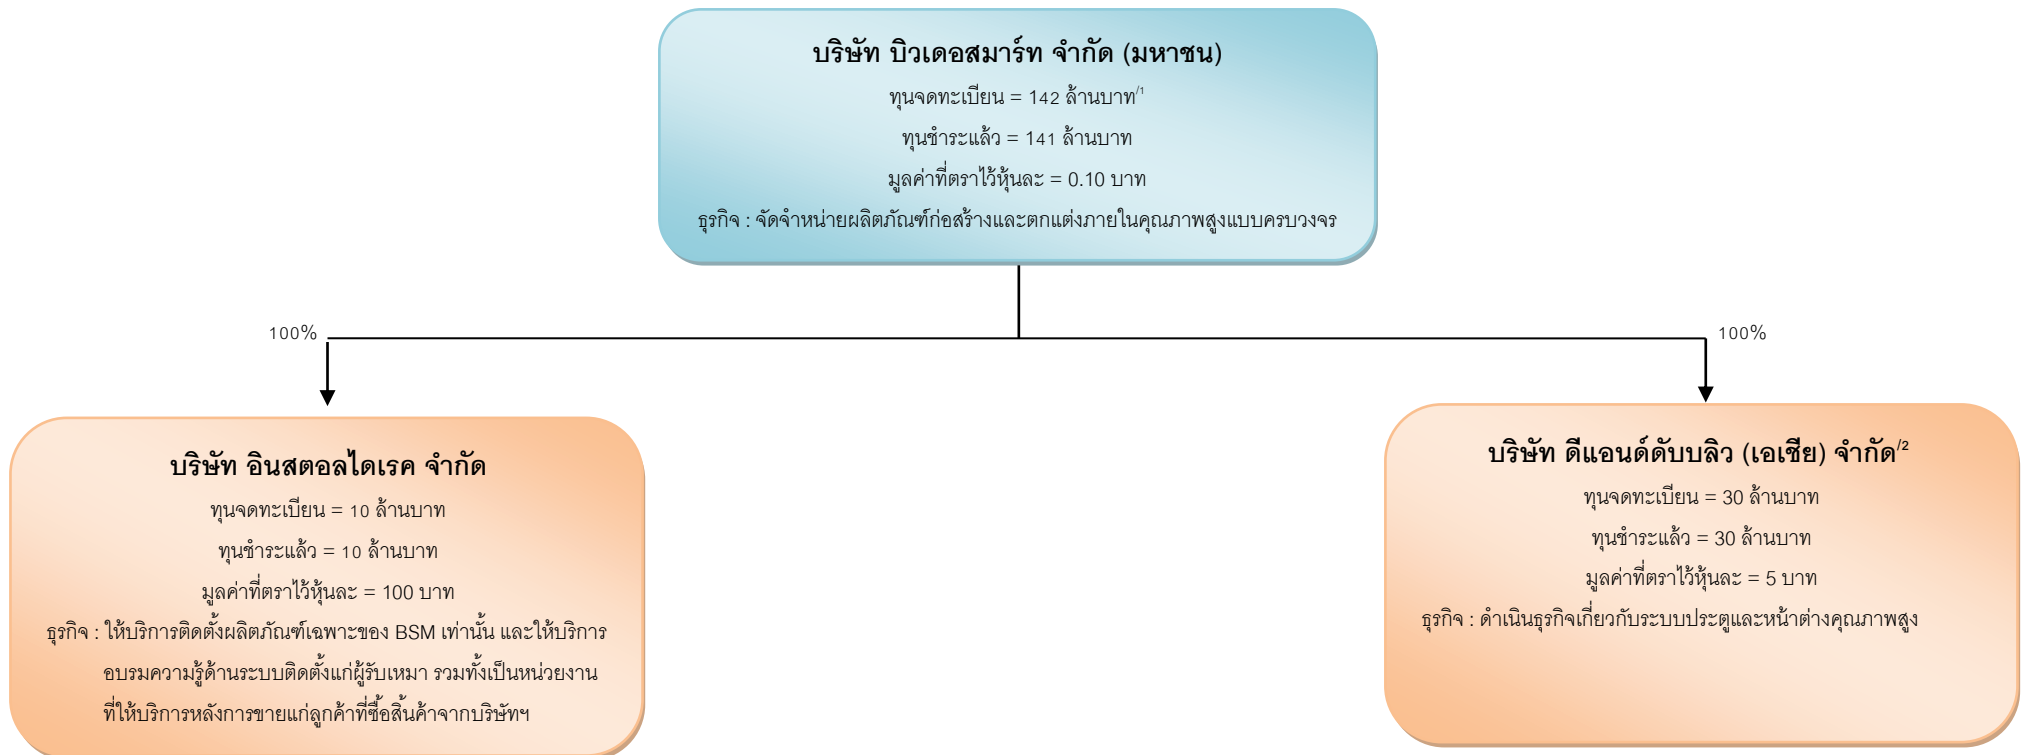 บริษัท บิวเดอสมาร์ท จำกัด (มหาชน)
ทุนจดทะเบียน = 142 ล้านบาท/1
ทุนชำระแล้ว = 141 ล้านบาท
มูลค่าที่ตราไว้หุ้นละ = 0.10 บาท
ธุรกิจ : จัดจำหน่ายผลิตภัณฑ์ก่อสร้างและตกแต่งภายในคุณภาพสูงแบบครบวงจร
100%
100%
บริษัท อินสตอลไดเรค จำกัด
ทุนจดทะเบียน = 10 ล้านบาท
ทุนชำระแล้ว = 10 ล้านบาท
มูลค่าที่ตราไว้หุ้นละ = 100 บาท
ธุรกิจ : ให้บริการติดตั้งผลิตภัณฑ์เฉพาะของ BSM เท่านั้น และให้บริการ
อบรมความรู้ด้านระบบติดตั้งแก่ผู้รับเหมา รวมทั้งเป็นหน่วยงาน
ที่ให้บริการหลังการขายแก่ลูกค้าที่ซื้อสิ้นค้าจากบริษัทฯ
บริษัท ดีแอนด์ดับบลิว (เอเชีย) จำกัด/2
ทุนจดทะเบียน = 30 ล้านบาท
ทุนชำระแล้ว = 30 ล้านบาท
มูลค่าที่ตราไว้หุ้นละ = 5 บาท
ธุรกิจ : ดำเนินธุรกิจเกี่ยวกับระบบประตูและหน้าต่างคุณภาพสูง